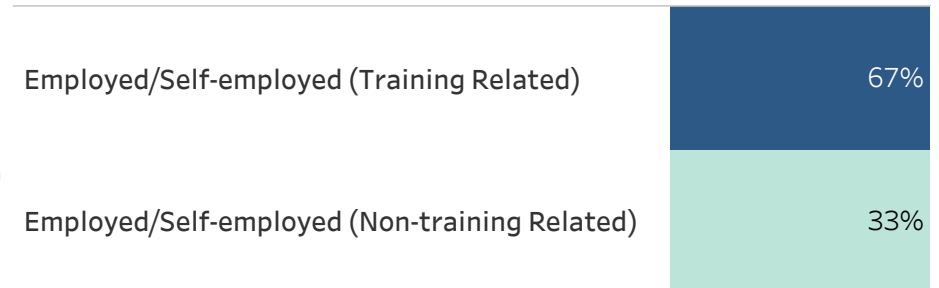 Employed/Self-employed (Training Related) 67%
Employed/Self-employed (Non-training Related) 33%